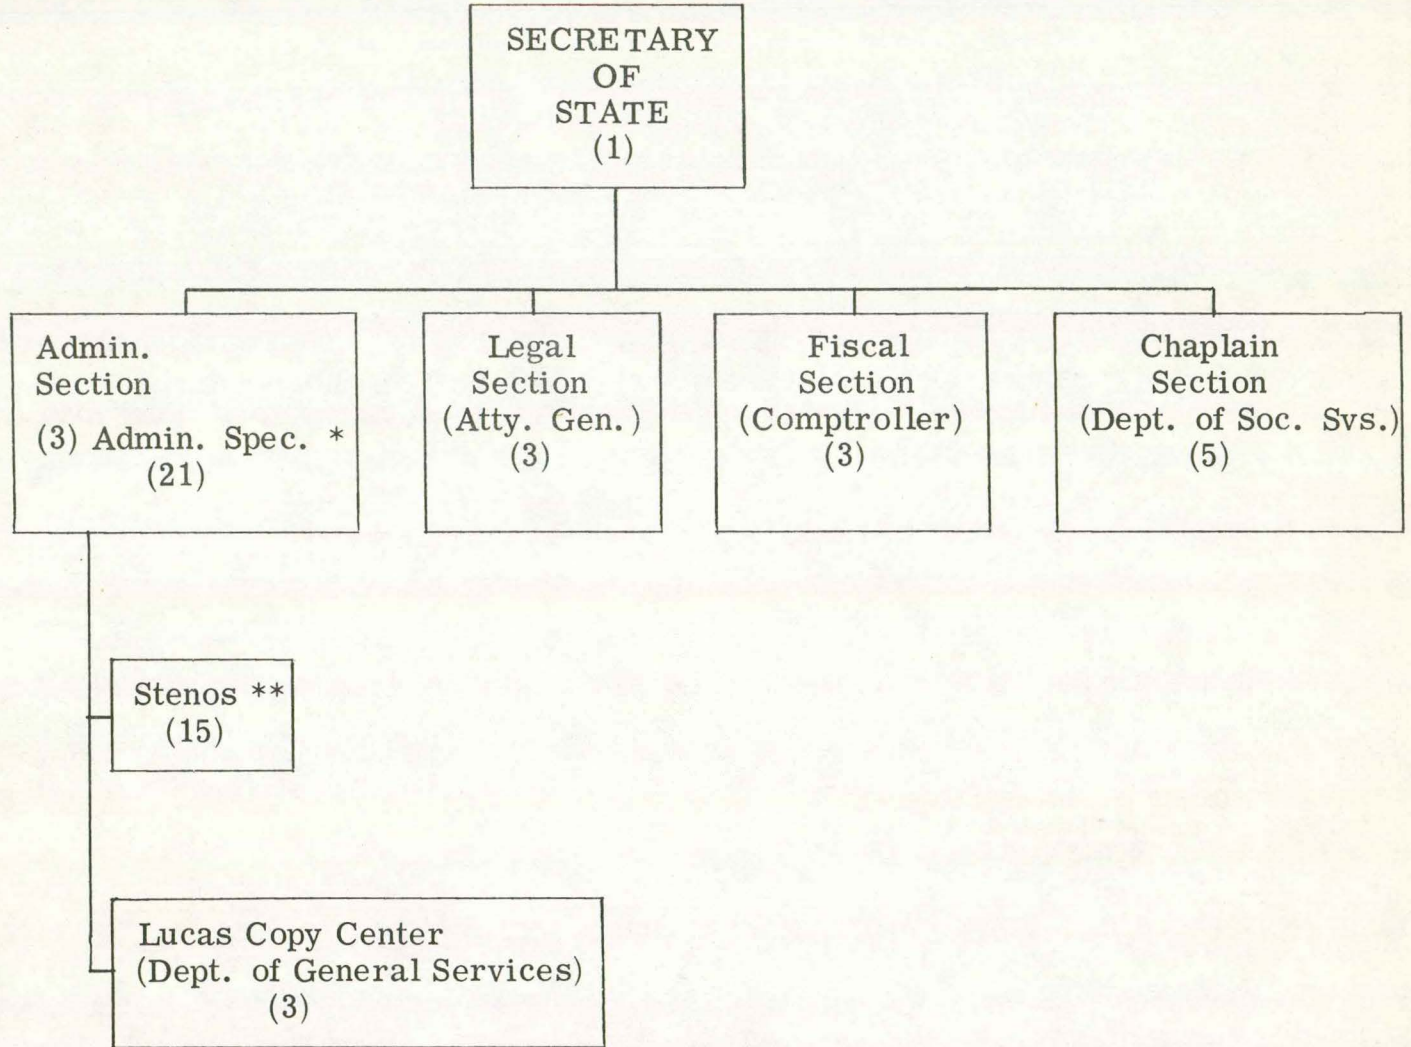 SECRETARY
OF
STATE
(1)
Admin.
Section
(3) Admin. Spec. *
(21)
Legal
Section
(Atty. Gen.)
(3)
Fiscal
Section
(Comptroller)
(3)
Chaplain
Section
(Dept. of Soc. Svs.)
(5)
Stenos **
(15)
Lucas Copy Center
(Dept. of General Services)
(3)